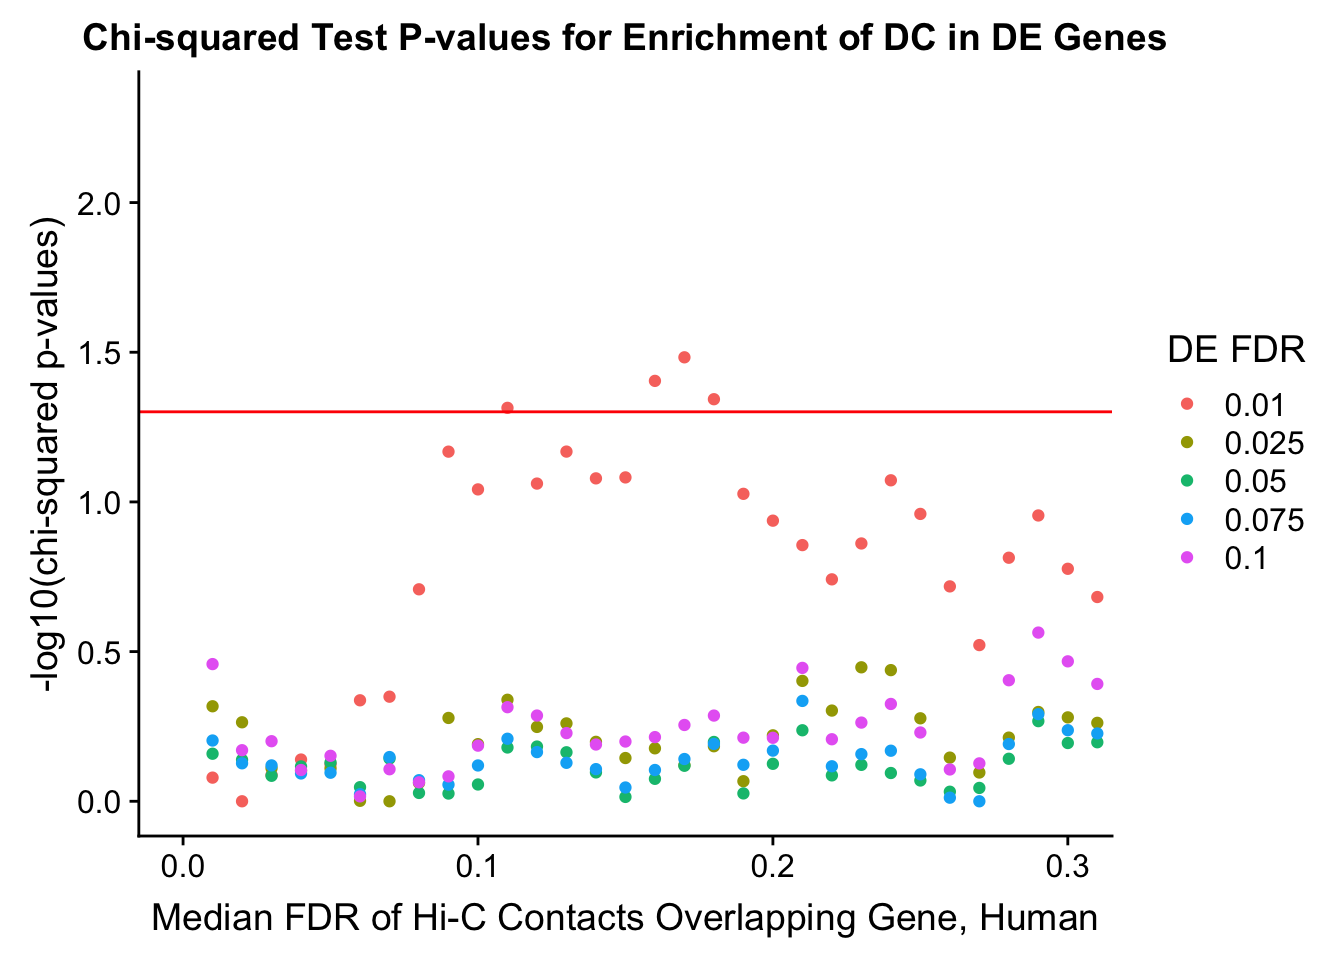 Chi-squared Test P-values for Enrichment of DC in DE Genes
-log10(chi-squared p-values)
2.0
1.5
1.0
0.5
0.0
0.0 0.1 0.2 0.3
Median FDR of Hi-C Contacts Overlapping Gene, Human
DE FDR
0.01
0.025
0.05
0.075
0.1